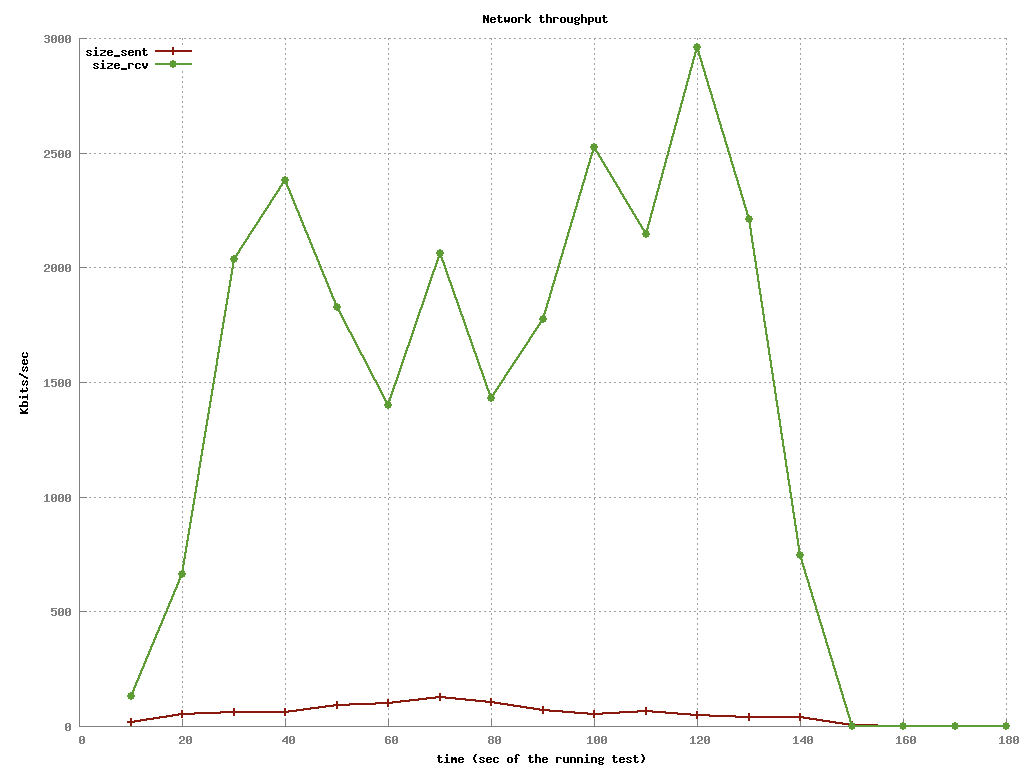 Network throughput
size_sent
size_rcv
3000
2500
2000
1500
1000
500
0
Kbits/sec
0 20 40 60 80 100 120 140 160 180
time (sec of the running test)